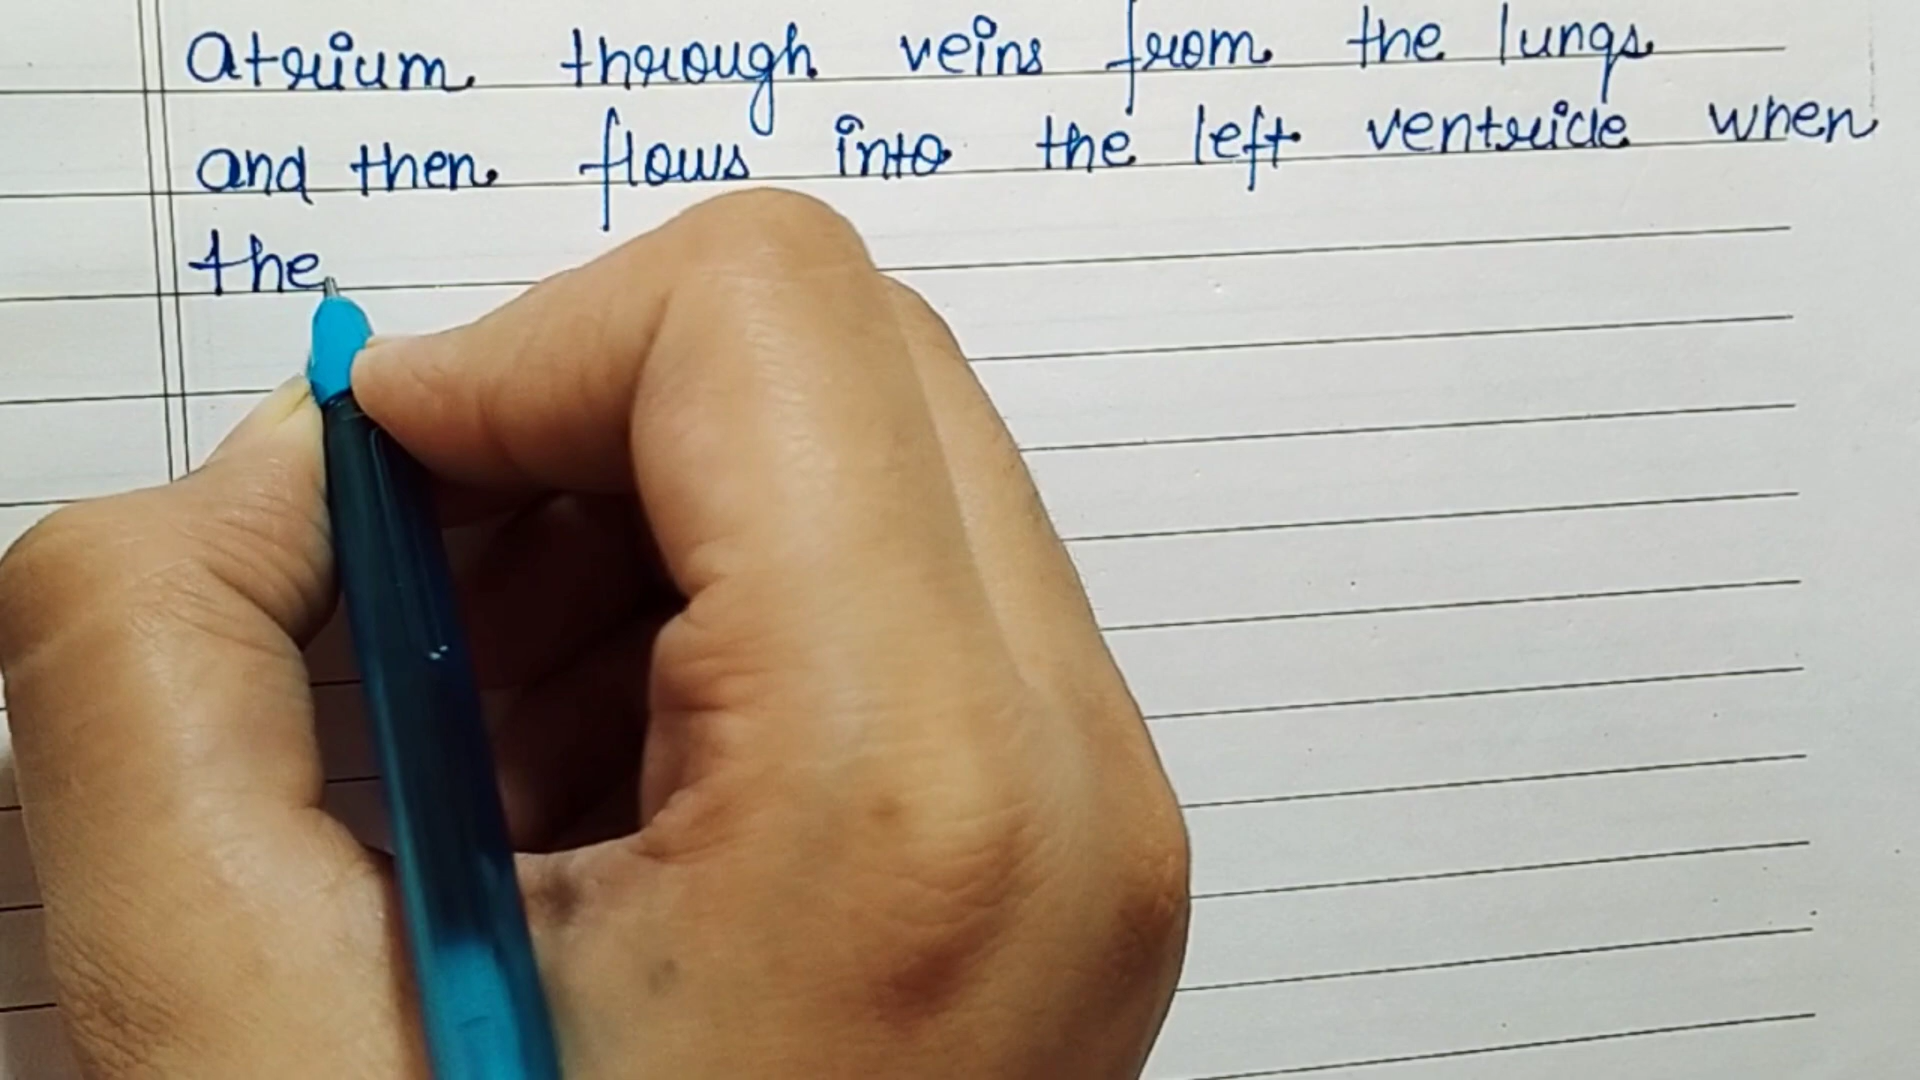 atrium through veins from the lungs
and then flows into the left ventricle when
the